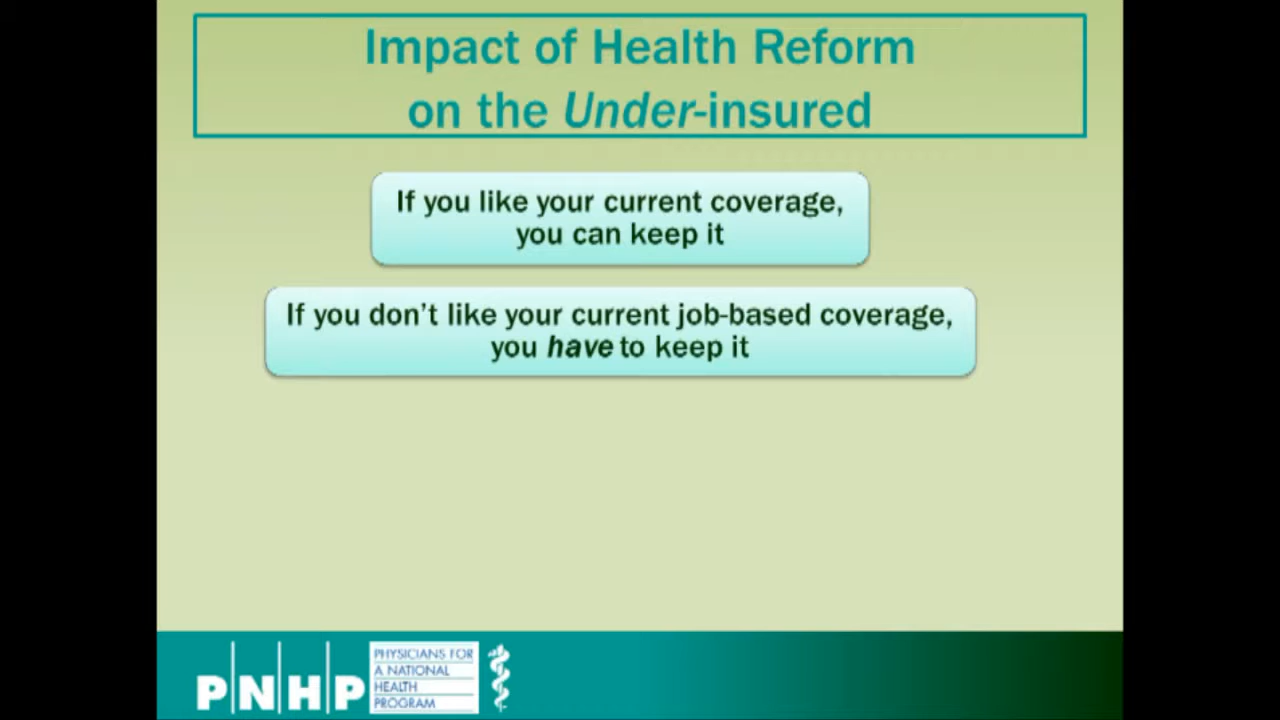 Impact of Health Reform
on the Under-insured
If you like your current coverage,
you can keep it
If you don't like your current job-based coverage,
you have to keep it
PNHP
PHYSICIANS FOR
A NATIONAL
HEALTH
PROGRAM